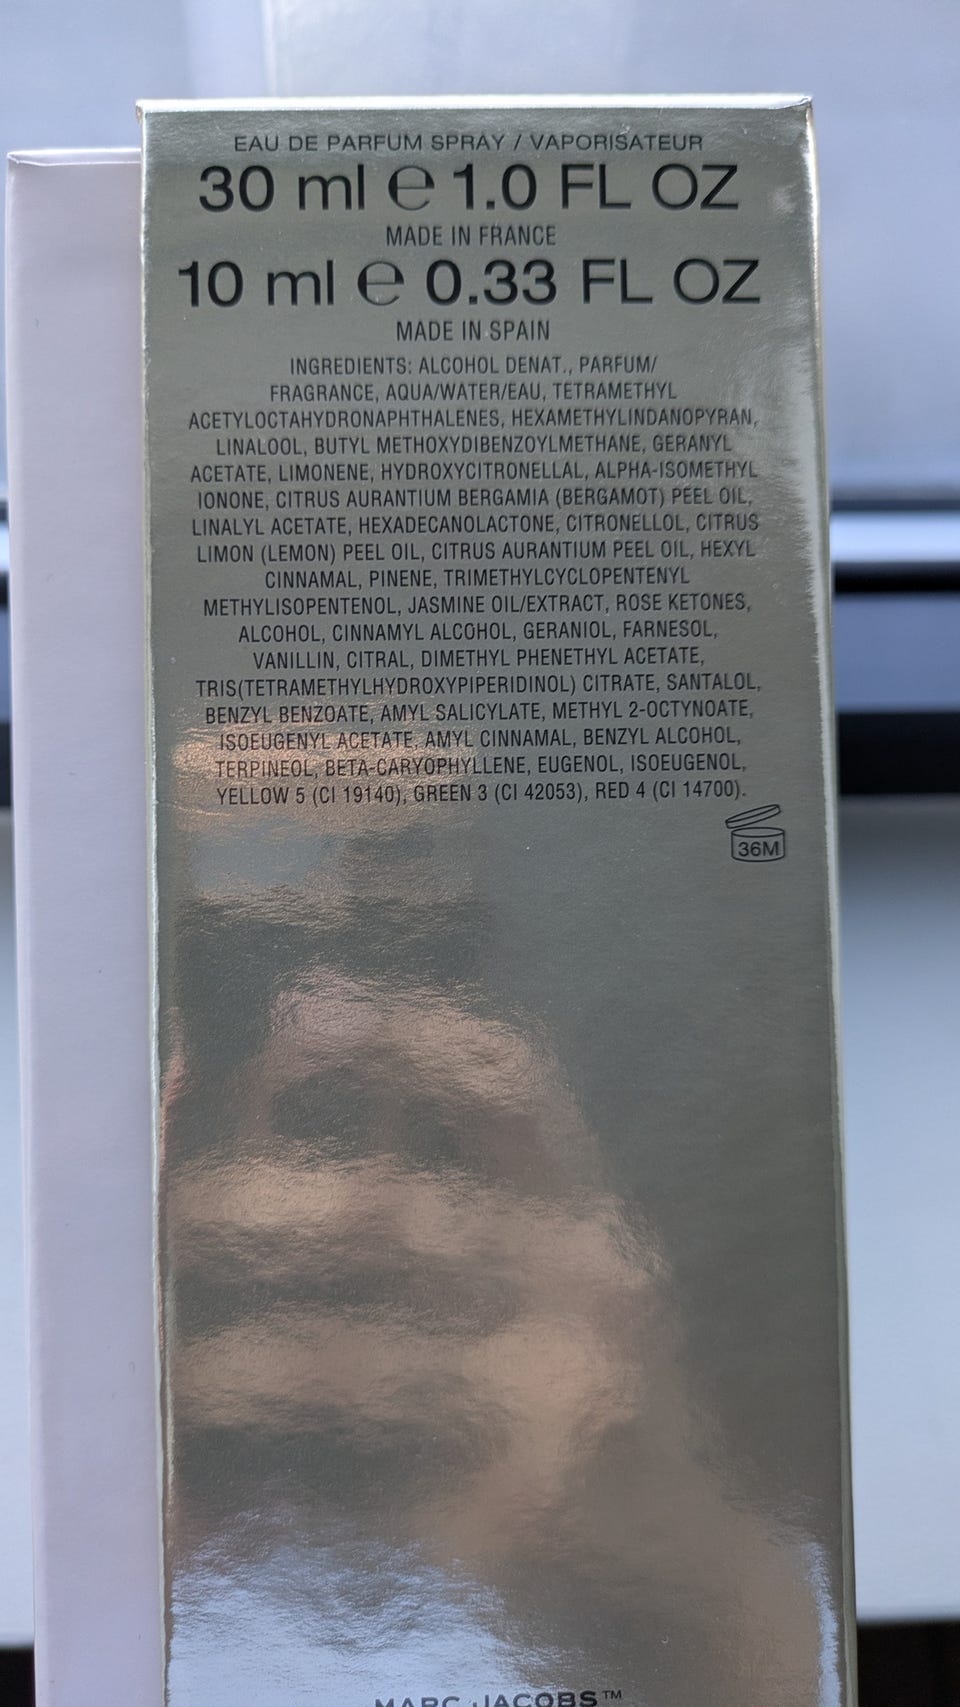 EAU DE PARFUM SPRAY / VAPORISATEUR
30 ml ℮ 1.0 FL OZ
MADE IN FRANCE
10 ml ℮ 0.33 FL OZ
MADE IN SPAIN
INGREDIENTS: ALCOHOL DENAT., PARFUM/
FRAGRANCE, AQUA/WATER/EAU, TETRAMETHYL
ACETYLOCTAHYDRONAPHTHALENES, HEXAMETHYLINDANOPYRAN,
LINALOOL, BUTYL METHOXYDIBENZOYLMETHANE, GERANYL
ACETATE, LIMONENE, HYDROXYCITRONELLAL, ALPHA-ISOMETHYL
IONONE, CITRUS AURANTIUM BERGAMIA (BERGAMOT) PEEL OIL,
LINALYL ACETATE, HEXADECANOLACTONE, CITRONELLOL, CITRUS
LIMON (LEMON) PEEL OIL, CITRUS AURANTIUM PEEL OIL, HEXYL
CINNAMAL, PINENE, TRIMETHYLCYCLOPENTENYL
METHYLISOPENTENOL, JASMINE OIL/EXTRACT, ROSE KETONES,
ALCOHOL, CINNAMYL ALCOHOL, GERANIOL, FARNESOL,
VANILLIN, CITRAL, DIMETHYL PHENETHYL ACETATE,
TRIS(TETRAMETHYLHYDROXYPIPERIDINOL) CITRATE, SANTALOL,
BENZYL BENZOATE, AMYL SALICYLATE, METHYL 2-OCTYNOATE,
ISOEUGENYL ACETATE, AMYL CINNAMAL, BENZYL ALCOHOL,
TERPINEOL, BETA-CARYOPHYLLENE, EUGENOL, ISOEUGENOL,
YELLOW 5 (CI 19140), GREEN 3 (CI 42053), RED 4 (CI 14700).
36M
MARC JACOBS™